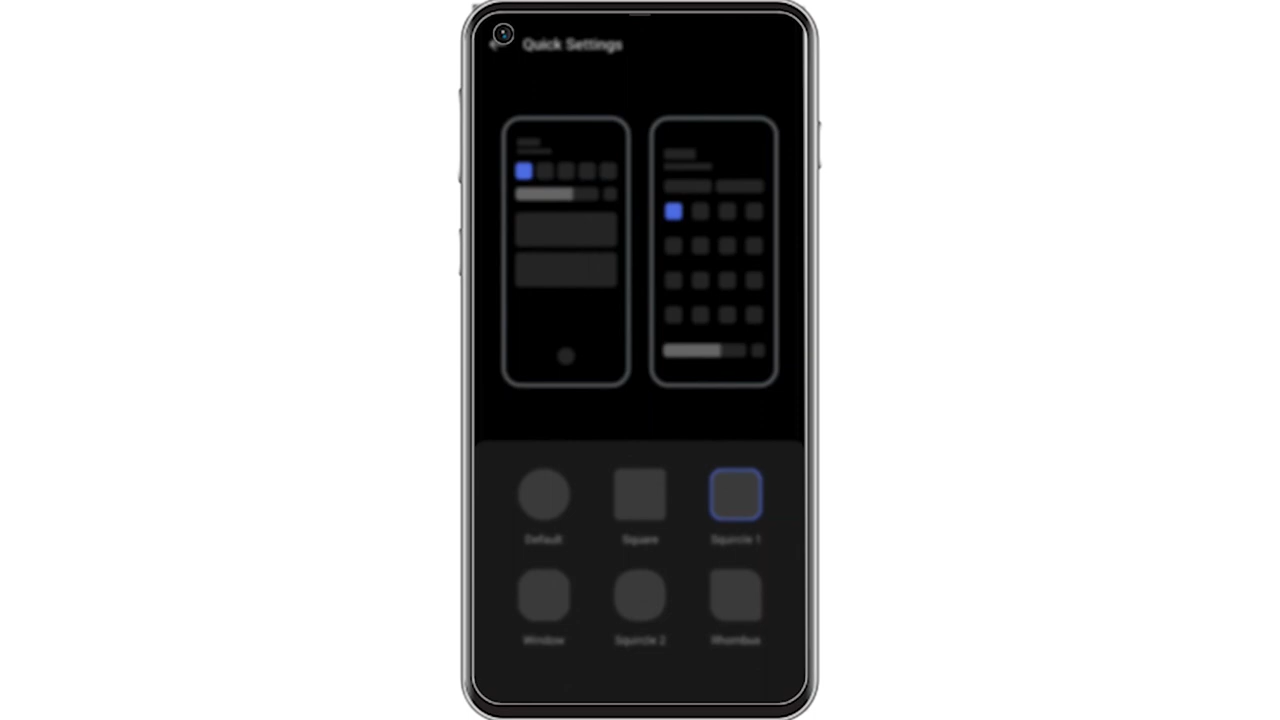 Quick Settings
Default
Square
Squircle 1
Window
Squircle 2
Rhombus